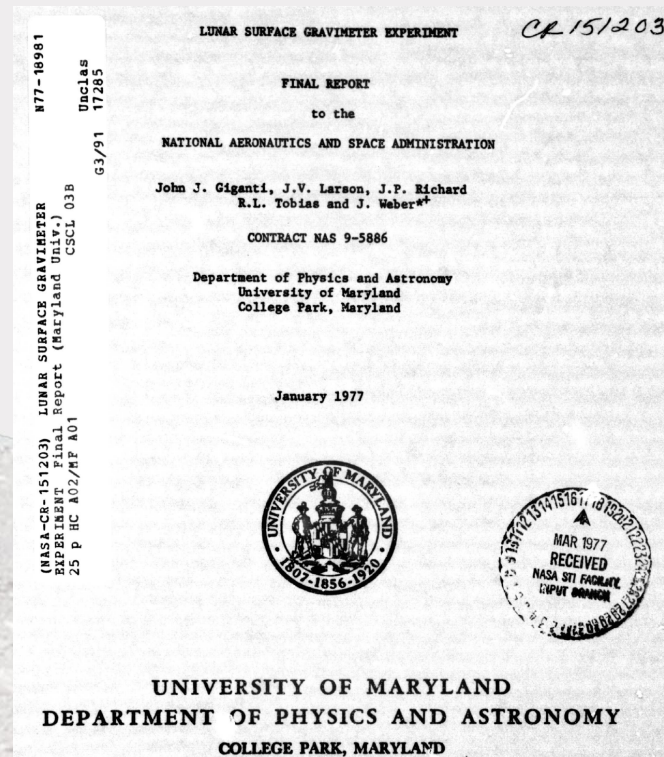 CR 151203
LUNAR SURFACE GRAVIMETER EXPERIMENT
FINAL REPORT
to the
NATIONAL AERONAUTICS AND SPACE ADMINISTRATION
John J. Giganti, J.V. Larson, J.P. Richard
R.L. Tobias and J. Weber*+
CONTRACT NAS 9-5886
Department of Physics and Astronomy
University of Maryland
College Park, Maryland
January 1977
(NASA-CR-151203) LUNAR SURFACE GRAVIMETER N77-18981
EXPERIMENT Final Report (Maryland Univ.)
25 p HC A02/MF A01 CSCL 03B
Unclas
G3/91 17285
UNIVERSITY OF MARYLAND
1807-1856-1920
MAR 1977
RECEIVED
NASA STI FACILITY
INPUT BRANCH
UNIVERSITY OF MARYLAND
DEPARTMENT OF PHYSICS AND ASTRONOMY
COLLEGE PARK, MARYLAND